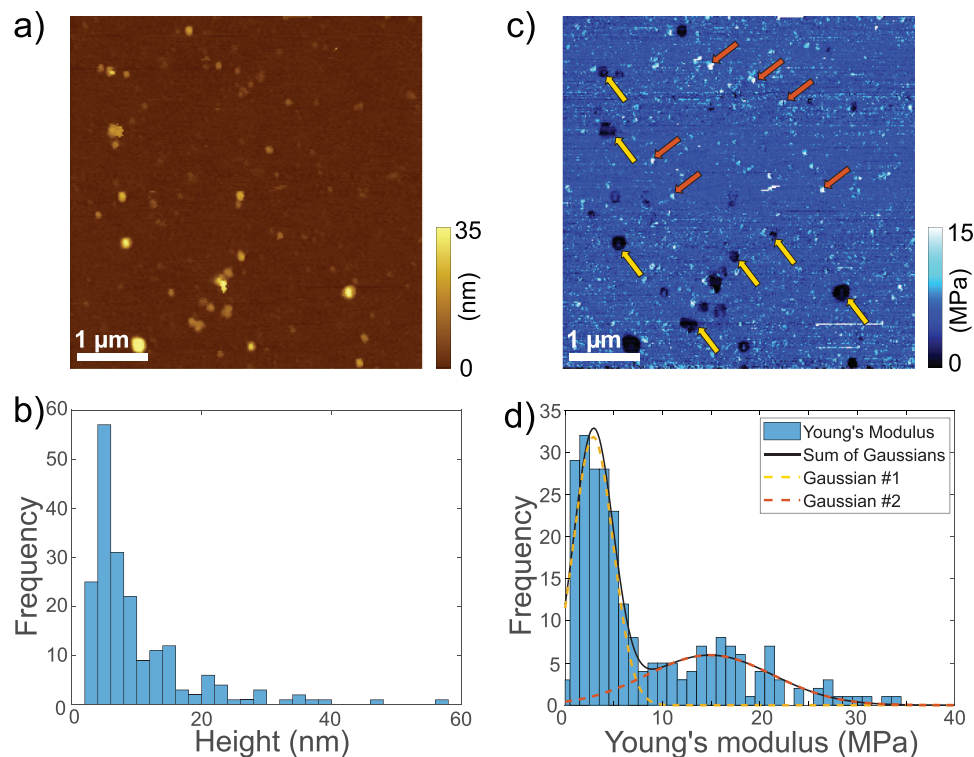 a)
35
(nm)
0
1 µm
c)
15
(MPa)
0
1 µm
b)
60
50
40
30
20
10
0
Frequency
0
20
40
60
Height (nm)
d)
35
30
25
20
15
10
5
0
Frequency
Young's Modulus
Sum of Gaussians
Gaussian #1
Gaussian #2
0
10
20
30
40
Young's modulus (MPa)